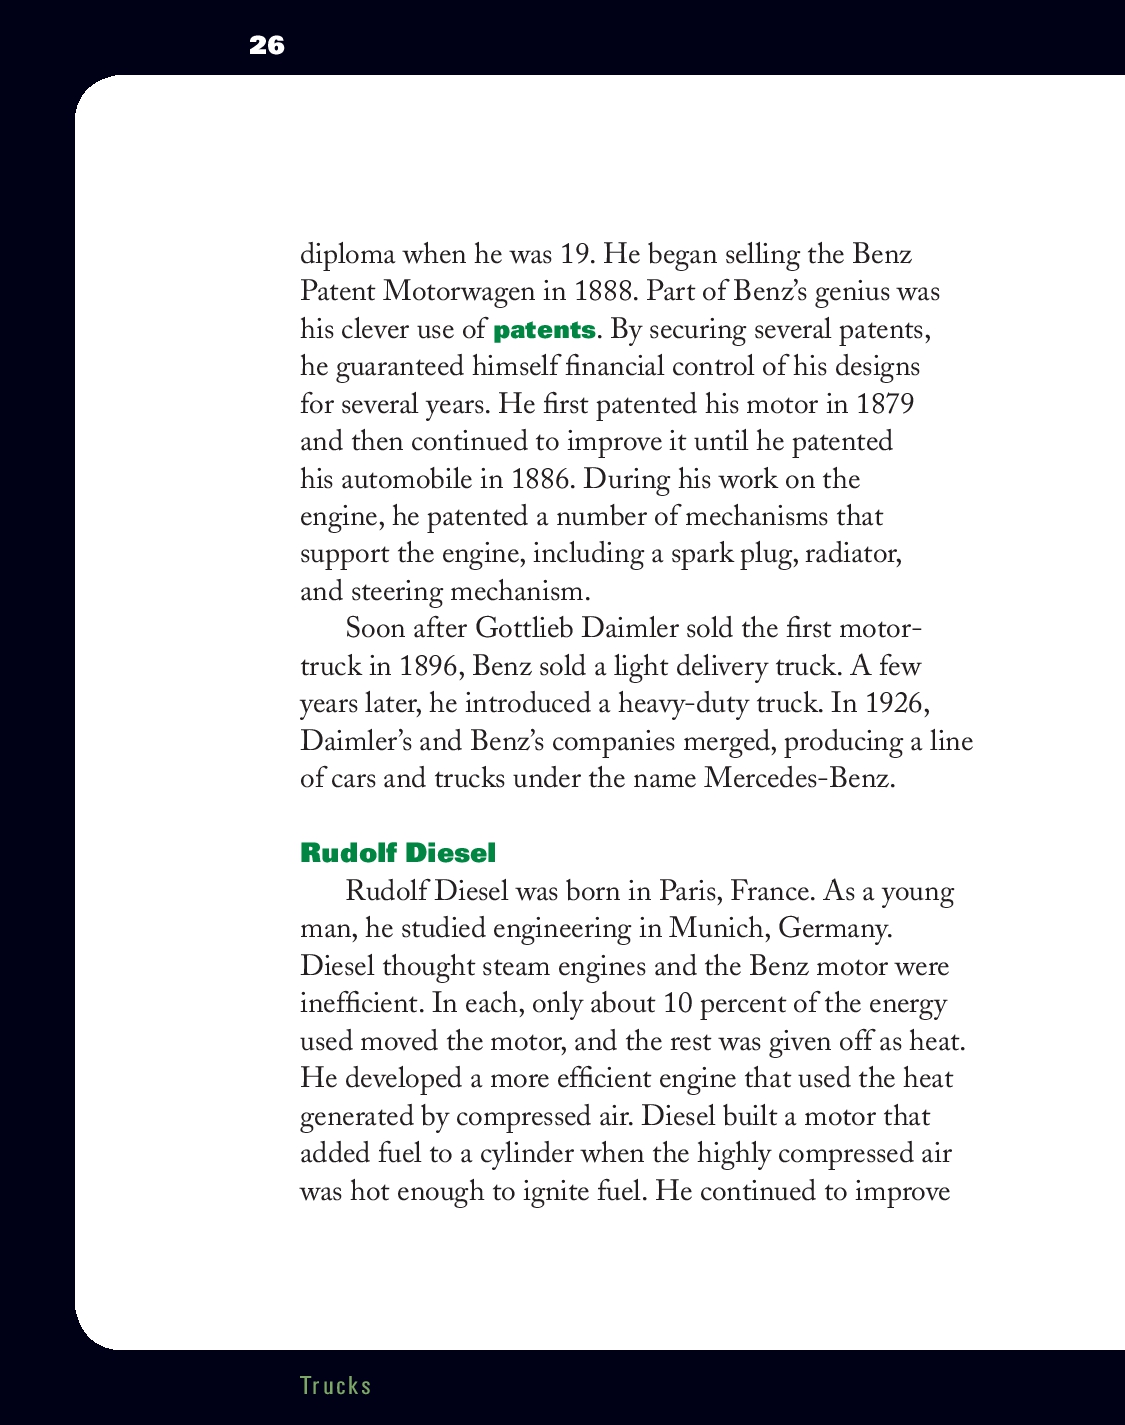 26
diploma when he was 19. He began selling the Benz
Patent Motorwagen in 1888. Part of Benz’s genius was
his clever use of patents. By securing several patents,
he guaranteed himself financial control of his designs
for several years. He first patented his motor in 1879
and then continued to improve it until he patented
his automobile in 1886. During his work on the
engine, he patented a number of mechanisms that
support the engine, including a spark plug, radiator,
and steering mechanism.
Soon after Gottlieb Daimler sold the first motor-
truck in 1896, Benz sold a light delivery truck. A few
years later, he introduced a heavy-duty truck. In 1926,
Daimler’s and Benz’s companies merged, producing a line
of cars and trucks under the name Mercedes-Benz.
Rudolf Diesel
Rudolf Diesel was born in Paris, France. As a young
man, he studied engineering in Munich, Germany.
Diesel thought steam engines and the Benz motor were
inefficient. In each, only about 10 percent of the energy
used moved the motor, and the rest was given off as heat.
He developed a more efficient engine that used the heat
generated by compressed air. Diesel built a motor that
added fuel to a cylinder when the highly compressed air
was hot enough to ignite fuel. He continued to improve
Trucks